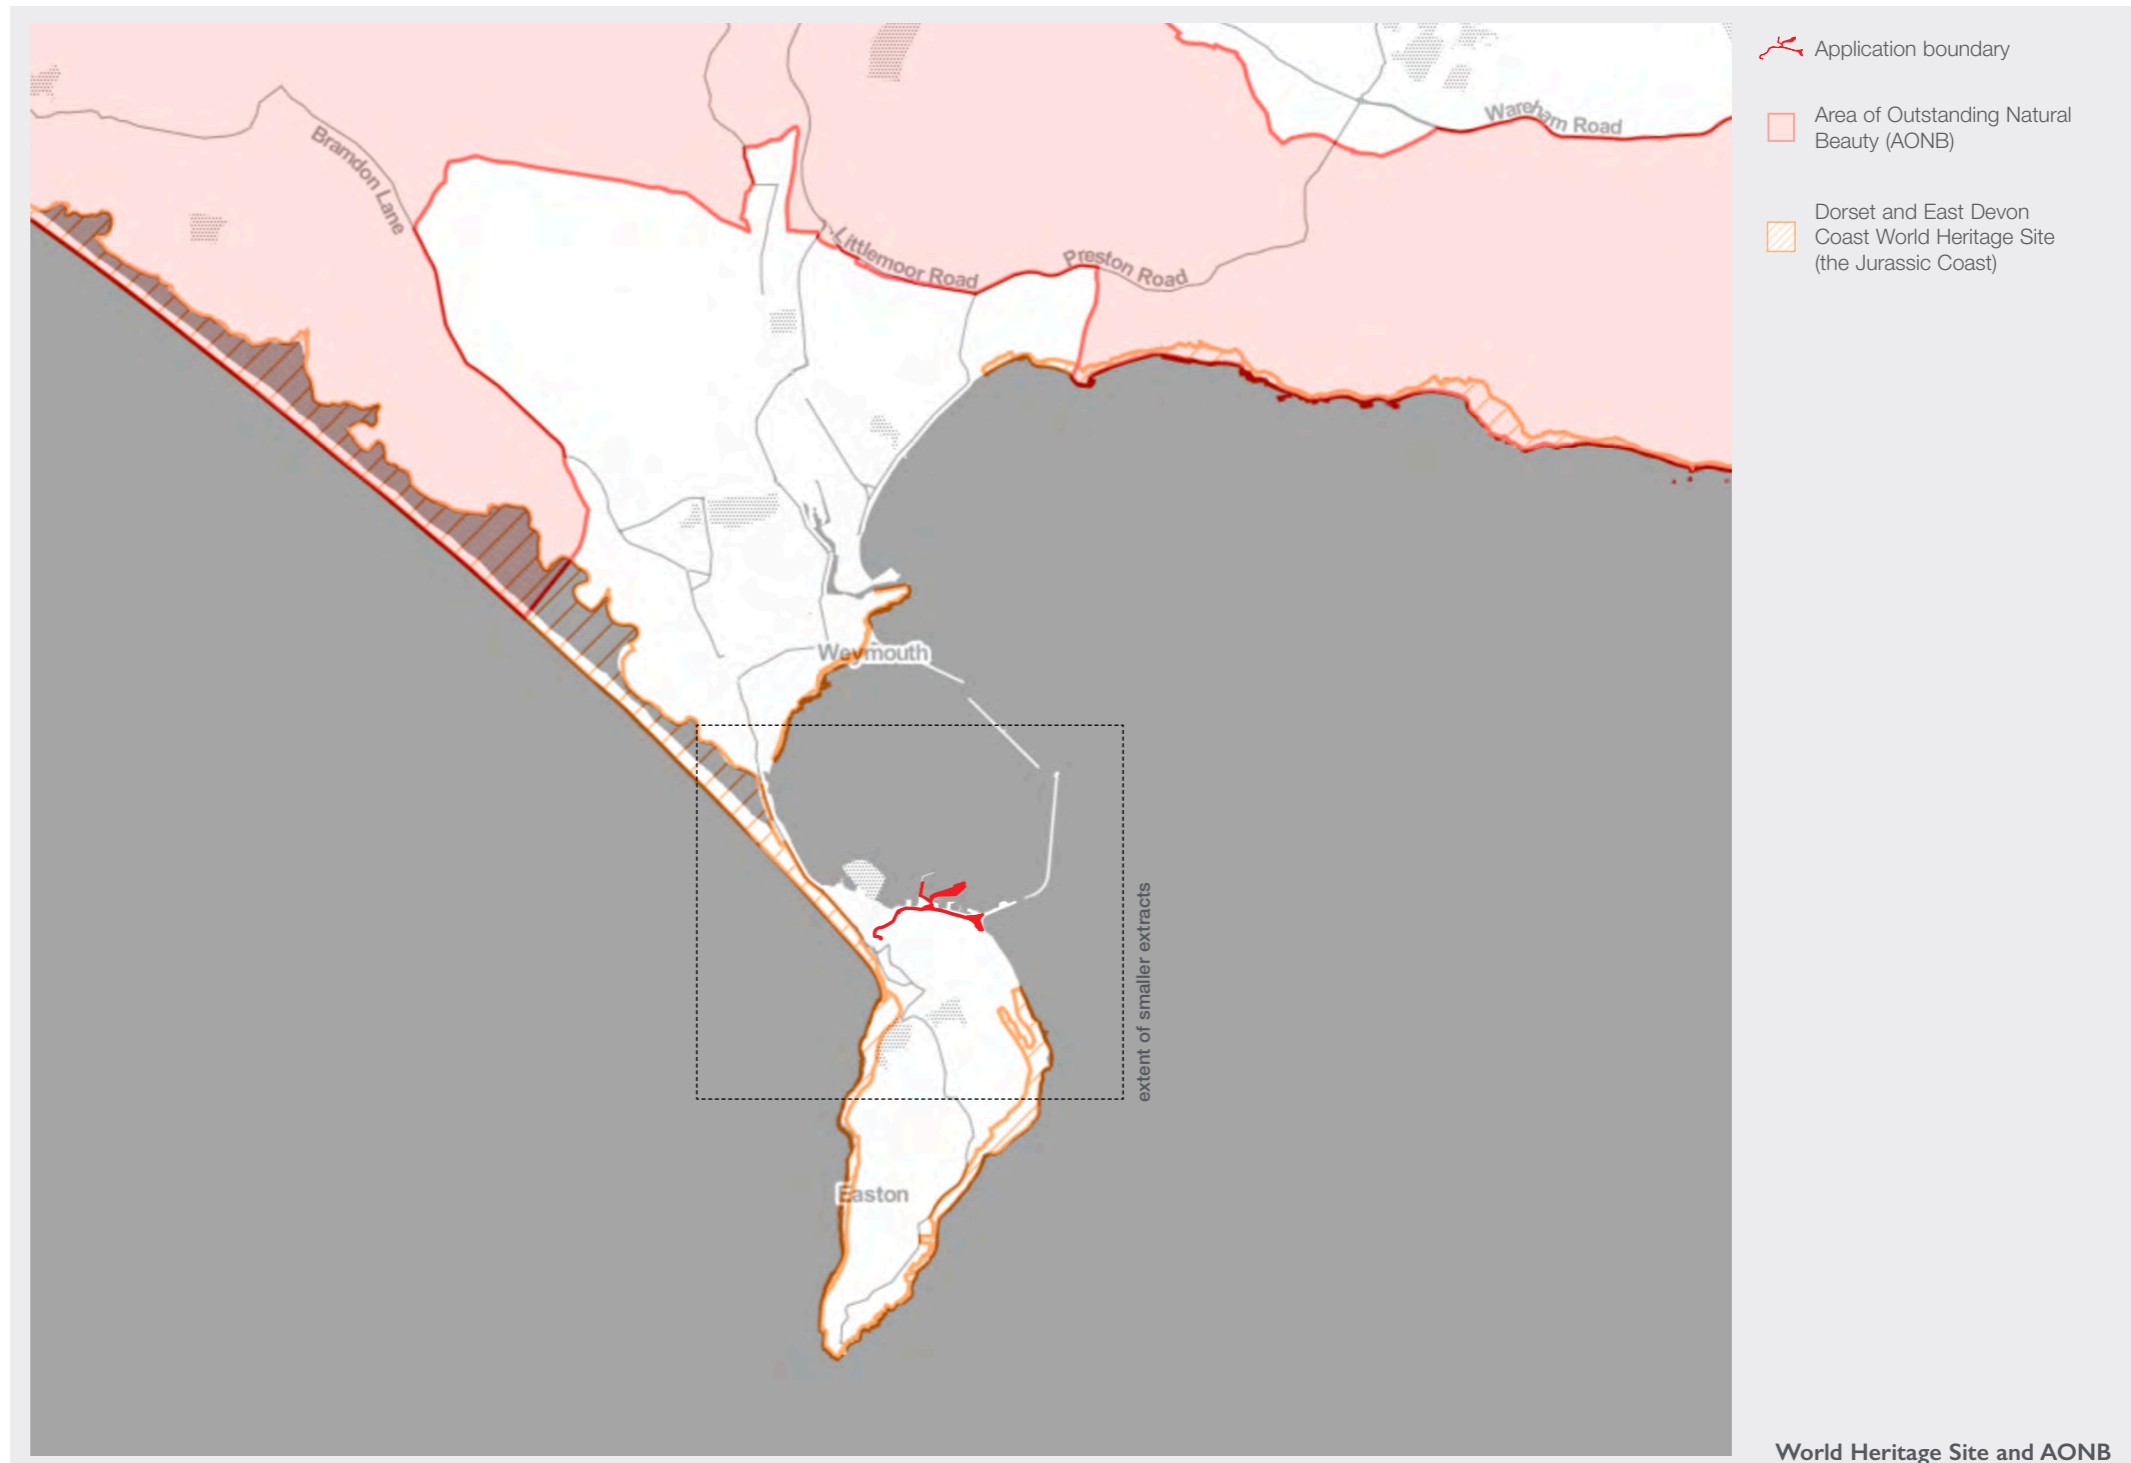 Application boundary
Area of Outstanding Natural
Beauty (AONB)
Dorset and East Devon
Coast World Heritage Site
(the Jurassic Coast)
Wareham Road
Bramdon Lane
Littlemoor Road
Preston Road
Weymouth
extent of smaller extracts
Easton
World Heritage Site and AONB